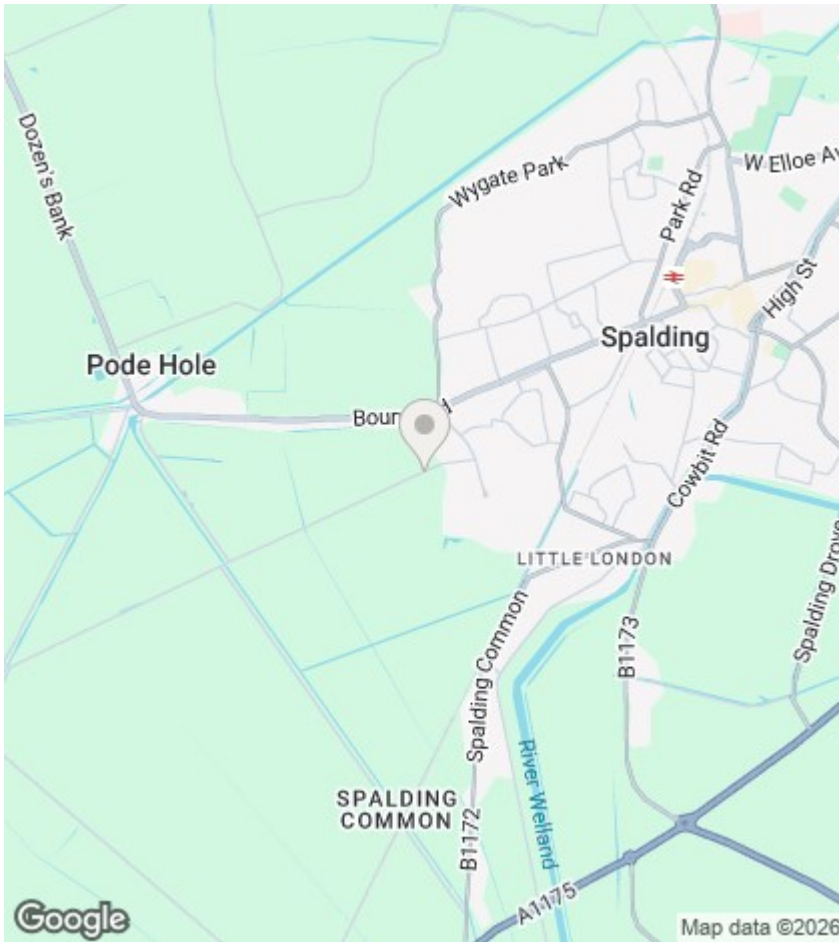 Dozen's Bank
Wygate Park
W Elloe Av
Park Rd
High St
Spalding
Pode Hole
Cowbit Rd
LITTLE LONDON
Spalding Common
B1173
Spalding Drove
River Welland
SPALDING
COMMON
B1172
A1175
Google
Map data ©2026